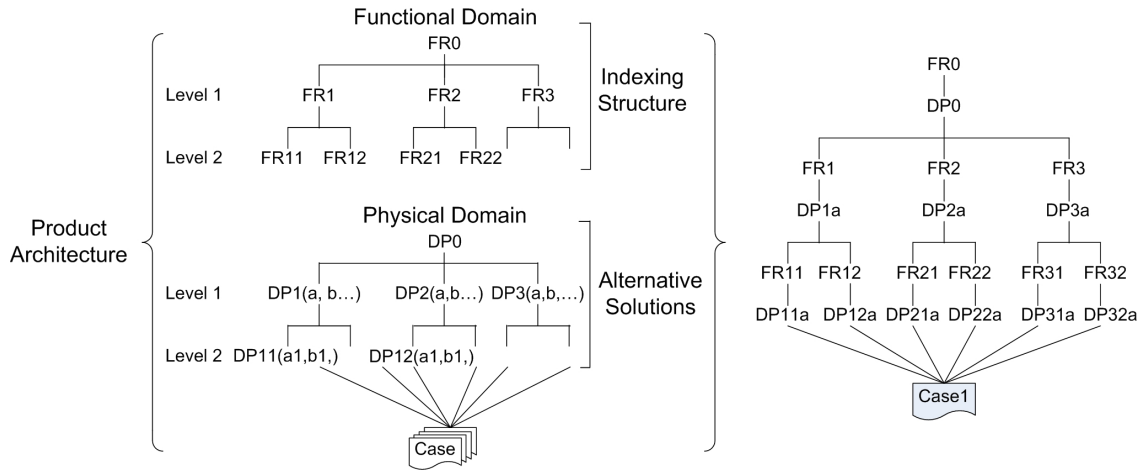 Functional Domain
FR0
Level 1 FR1 FR2 FR3
Level 2 FR11 FR12 FR21 FR22
Indexing
Structure
Product
Architecture
Physical Domain
DP0
Level 1 DP1(a, b...) DP2(a,b...) DP3(a,b,...)
Level 2 DP11(a1,b1,) DP12(a1,b1,)
Alternative
Solutions
Case
FR0
DP0
FR1 FR2 FR3
DP1a DP2a DP3a
FR11 FR12 FR21 FR22 FR31 FR32
DP11a DP12a DP21a DP22a DP31a DP32a
Case1